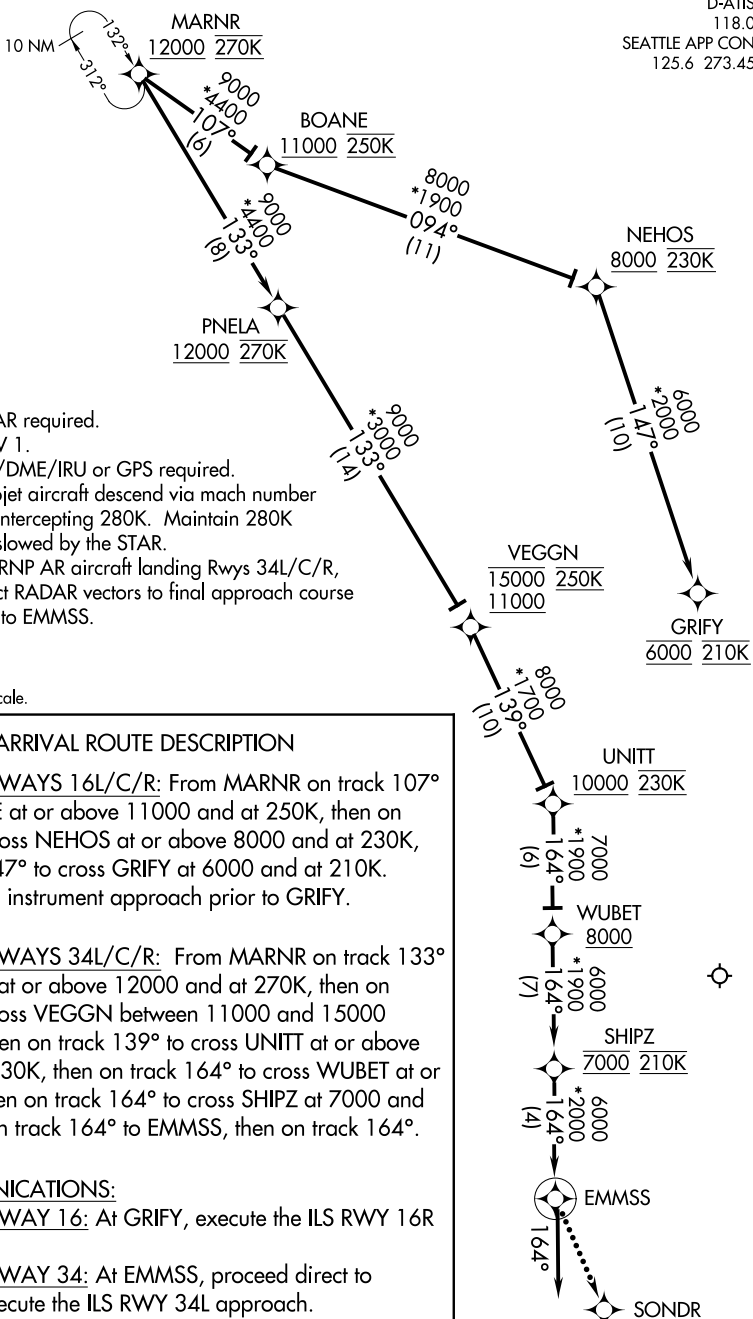 D-ATIS
118.0
SEATTLE APP CON
125.6 273.45
MARNR
12000 270K
10 NM
132°
312°
9000
*4400
107°
(6)
BOANE
11000 250K
8000
*1900
094°
(11)
NEHOS
8000 230K
9000
*4400
133°
(8)
PNELA
12000 270K
6000
*2000
147°
(10)
9000
*3000
133°
(14)
AR required.
1.
/DME/IRU or GPS required.
jet aircraft descend via mach number
intercepting 280K. Maintain 280K
slowed by the STAR.
RNP AR aircraft landing Rwys 34L/C/R,
ct RADAR vectors to final approach course
to EMMSS.
VEGGN
15000 250K
11000
GRIFY
6000 210K
cale.
8000
*1700
139°
(10)
ARRIVAL ROUTE DESCRIPTION
WAYS 16L/C/R: From MARNR on track 107°
E at or above 11000 and at 250K, then on
oss NEHOS at or above 8000 and at 230K,
47° to cross GRIFY at 6000 and at 210K.
instrument approach prior to GRIFY.
UNITT
10000 230K
7000
*1900
164°
(6)
WAYS 34L/C/R: From MARNR on track 133°
at or above 12000 and at 270K, then on
oss VEGGN between 11000 and 15000
en on track 139° to cross UNITT at or above
30K, then on track 164° to cross WUBET at or
en on track 164° to cross SHIPZ at 7000 and
n track 164° to EMMSS, then on track 164°.
WUBET
8000
6000
*1900
164°
(7)
SHIPZ
7000 210K
6000
*2000
164°
(4)
NICATIONS:
WAY 16: At GRIFY, execute the ILS RWY 16R
WAY 34: At EMMSS, proceed direct to
ecute the ILS RWY 34L approach.
EMMSS
164°
SONDR